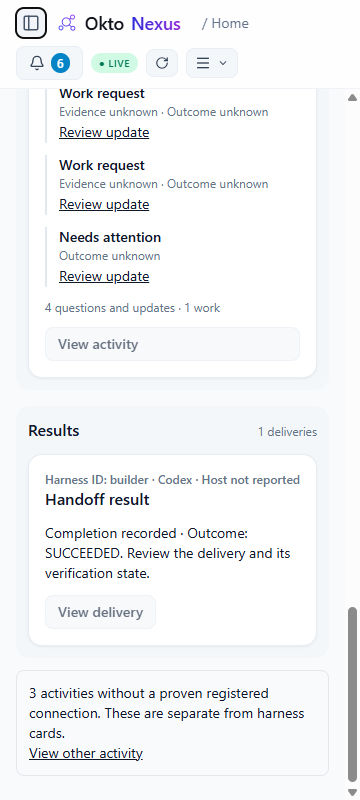 Okto Nexus / Home
6 LIVE
Work request
Evidence unknown · Outcome unknown
Review update
Work request
Evidence unknown · Outcome unknown
Review update
Needs attention
Outcome unknown
Review update
4 questions and updates · 1 work
View activity
Results 1 deliveries
Harness ID: builder · Codex · Host not reported
Handoff result
Completion recorded · Outcome:
SUCCEEDED. Review the delivery and its
verification state.
View delivery
3 activities without a proven registered
connection. These are separate from harness
cards.
View other activity